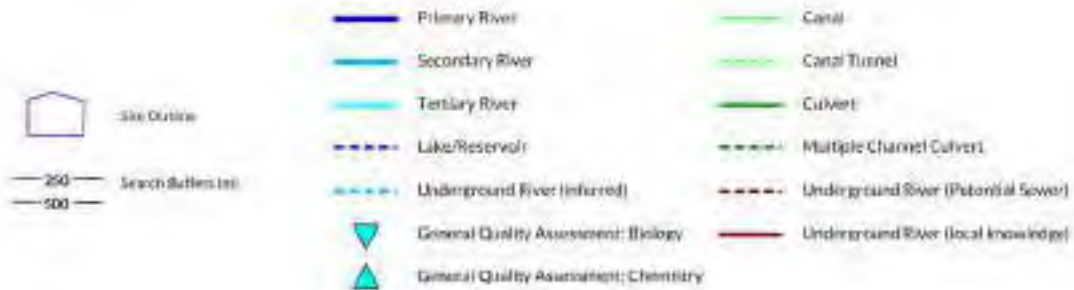 Primary River
Secondary River
Tertiary River
Lake/Reservoir
Underground River (inferred)
General Quality Assessment: Biology
General Quality Assessment: Chemistry
Canal
Canal Tunnel
Culvert
Multiple Channel Culvert
Underground River (Potential Sewer)
Underground River (local knowledge)
Site Outline
250
500
Search Buffers (m)